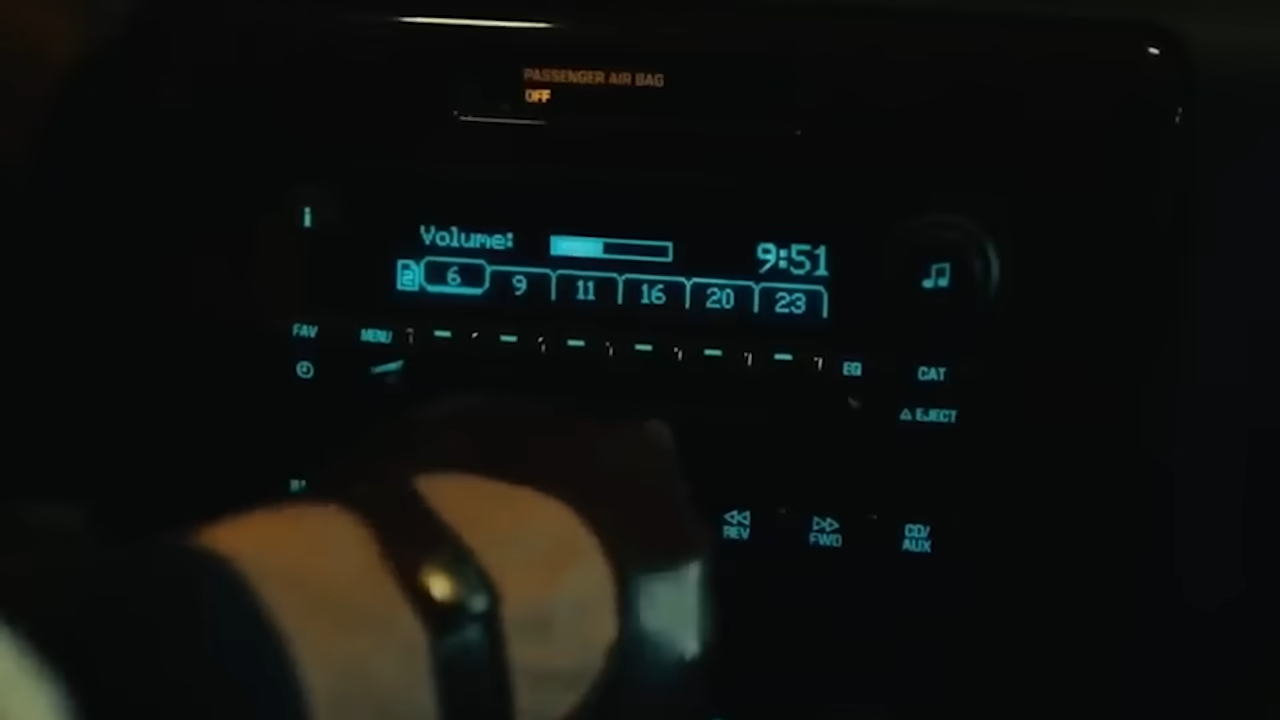 PASSENGER AIR BAG
OFF
i
Volume: 9:51
2 6 9 11 16 20 23
FAV MENU EQ CAT
EJECT
REV FWD CD/
AUX